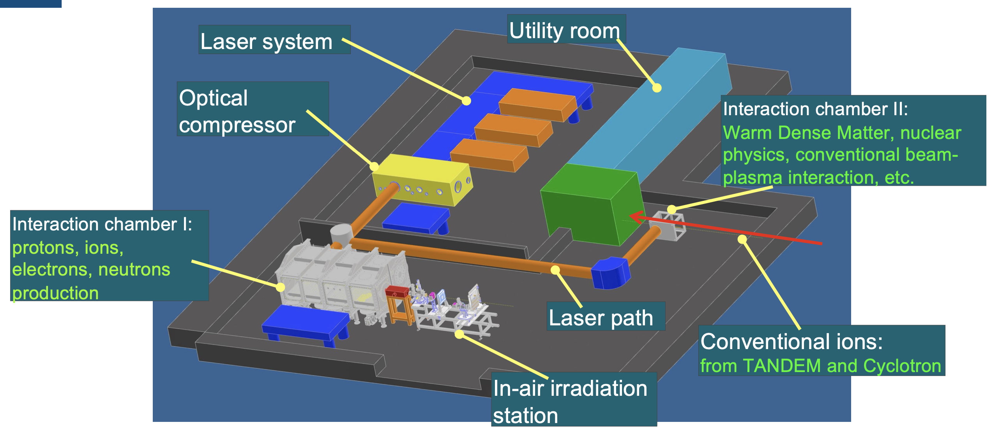 Laser system
Utility room
Optical
compressor
Interaction chamber II:
Warm Dense Matter, nuclear
physics, conventional beam-
plasma interaction, etc.
Interaction chamber I:
protons, ions,
electrons, neutrons
production
Laser path
Conventional ions:
from TANDEM and Cyclotron
In-air irradiation
station